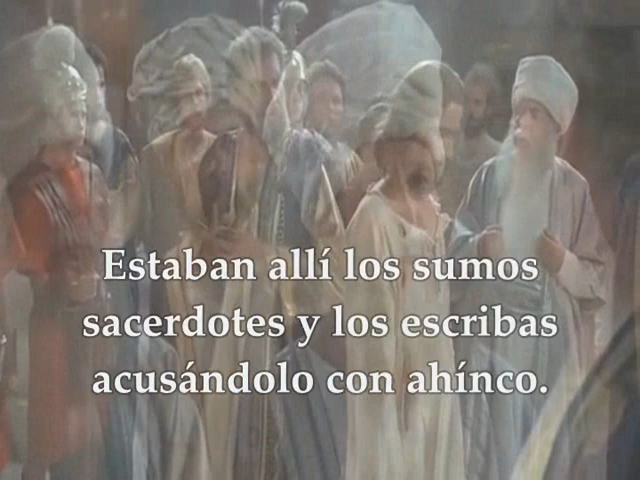 Estaban allí los sumos
sacerdotes y los escribas
acusándolo con ahínco.